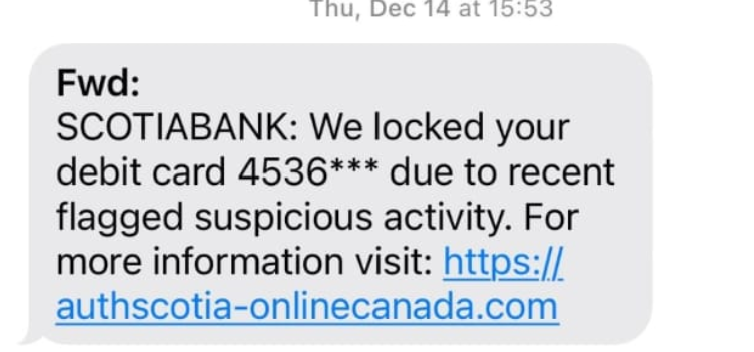 Thu, Dec 14 at 15:53
Fwd:
SCOTIABANK: We locked your
debit card 4536*** due to recent
flagged suspicious activity. For
more information visit: https://
authscotia-onlinecanada.com